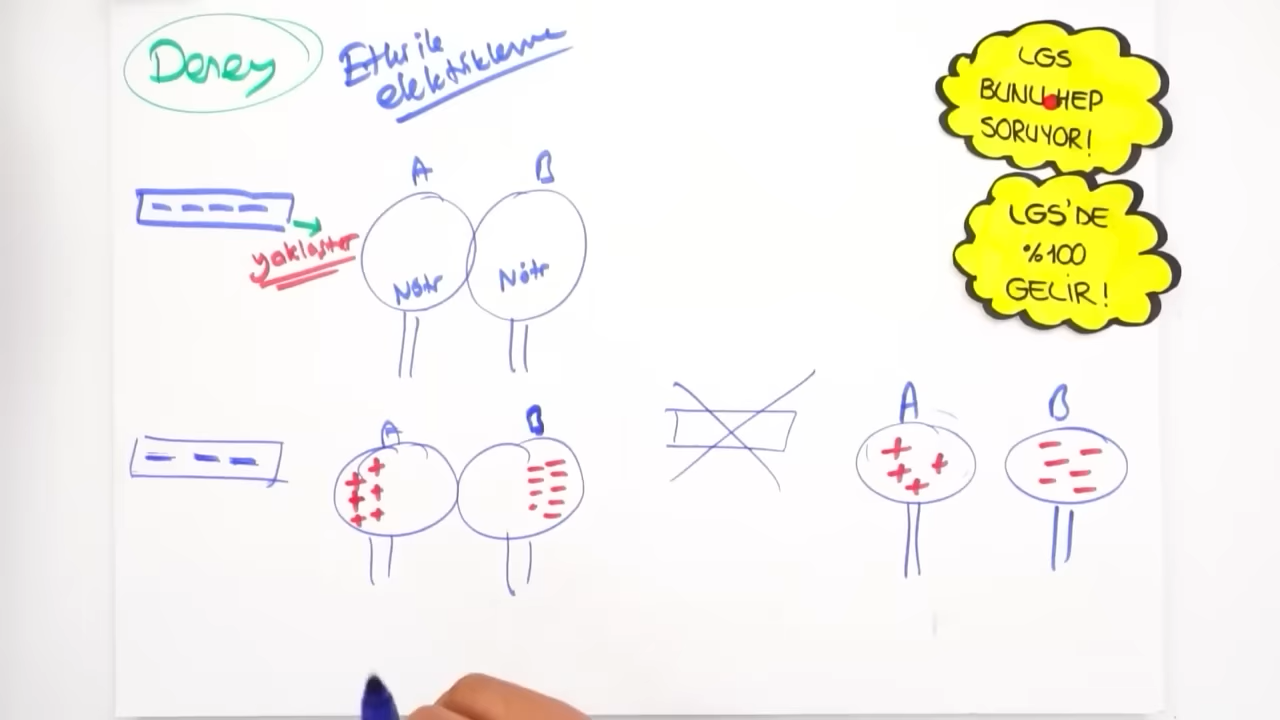 Deney
Etki ile
elektriklenme
LGS
BUNU HEP
SORUYOR!
LGS'DE
%100
GELİR!
A B
yaklaştır
Nötr Nötr
A B
A B